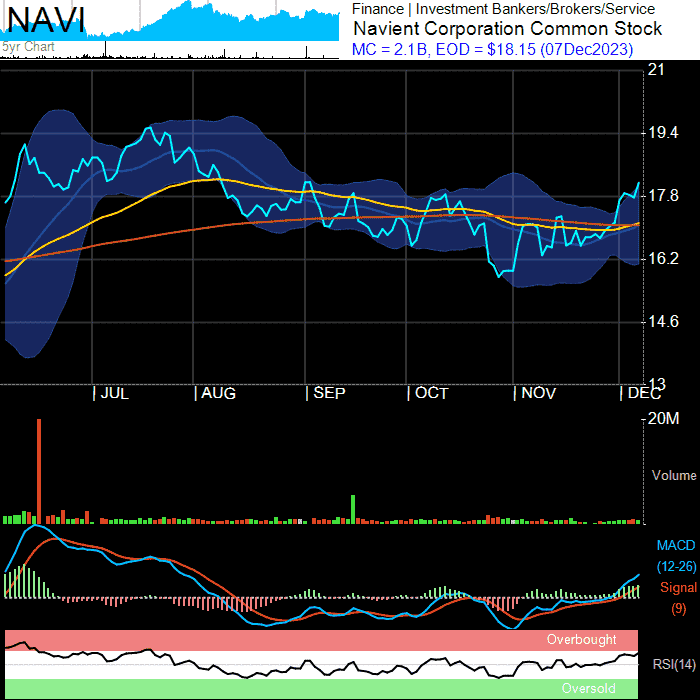 NAVI
5yr Chart
Finance | Investment Bankers/Brokers/Service
Navient Corporation Common Stock
MC = 2.1B, EOD = $18.15 (07Dec2023)
21
19.4
17.8
16.2
14.6
13
| JUL | AUG | SEP | OCT | NOV | DEC
20M
Volume
MACD
(12-26)
Signal
(9)
Overbought
RSI(14)
Oversold